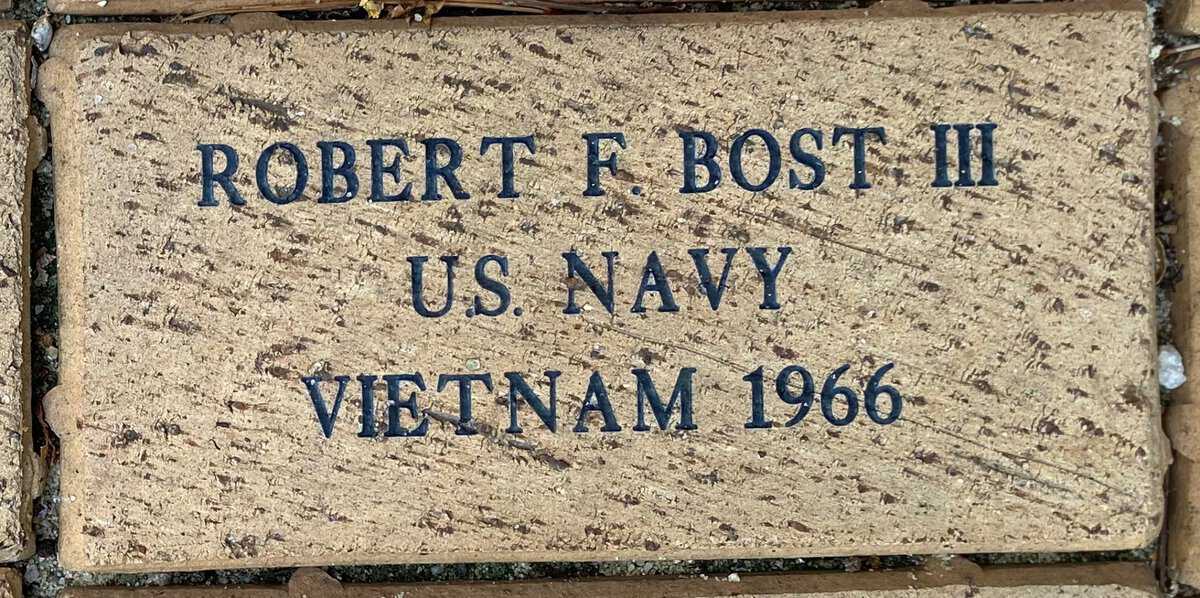 ROBERT F. BOST III
U.S. NAVY
VIETNAM 1966